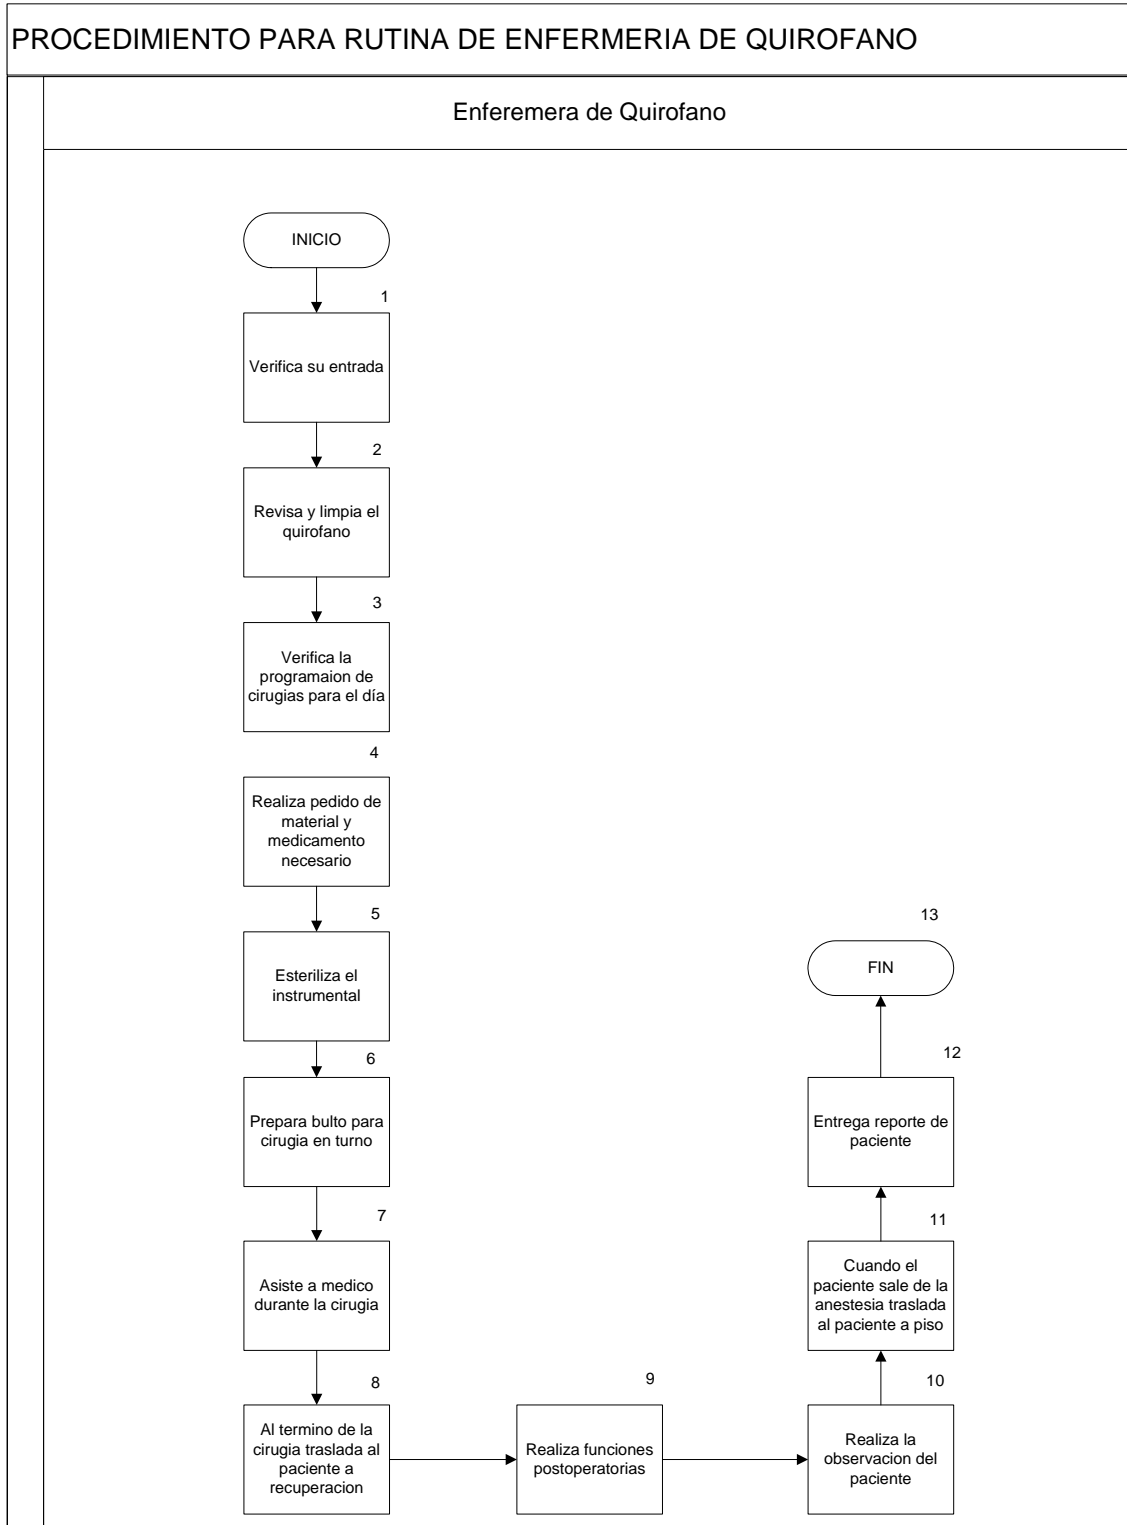 PROCEDIMIENTO PARA RUTINA DE ENFERMERIA DE QUIROFANO
Enferemera de Quirofano
INICIO
1
Verifica su entrada
2
Revisa y limpia el
quirofano
3
Verifica la
programaion de
cirugias para el día
4
Realiza pedido de
material y
medicamento
necesario
5
Esteriliza el
instrumental
6
Prepara bulto para
cirugia en turno
7
Asiste a medico
durante la cirugia
8
Al termino de la
cirugia traslada al
paciente a
recuperacion
9
Realiza funciones
postoperatorias
10
Realiza la
observacion del
paciente
11
Cuando el
paciente sale de la
anestesia traslada
al paciente a piso
12
Entrega reporte de
paciente
13
FIN